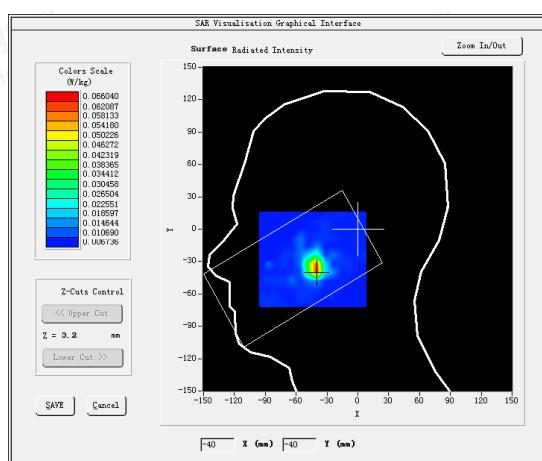 SAR Visualisation Graphical Interface
Surface Radiated Intensity
Zoom In/Out
Colors Scale
(W/kg)
0.066040
0.062087
0.058133
0.054180
0.050226
0.046272
0.042319
0.038365
0.034412
0.030458
0.026504
0.022551
0.018597
0.014644
0.010690
0.006736
Z-Cuts Control
<< Upper Cut
Z = 0.2 mm
Lower Cut >>
SAVE
Cancel
150
120
90
60
30
0
-30
-60
-90
-120
-150
Y
-150 -120 -90 -60 -30 0 30 60 90 120 150
X
-40 X (mm) -40 Y (mm)